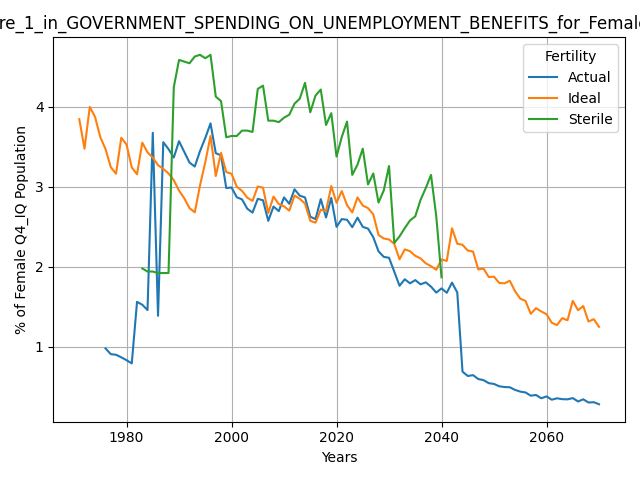 re_1_in_GOVERNMENT_SPENDING_ON_UNEMPLOYMENT_BENEFITS_for_Female
Fertility
Actual
Ideal
Sterile
% of Female Q4_IQ Population
4
3
2
1
1980
2000
2020
2040
2060
Years